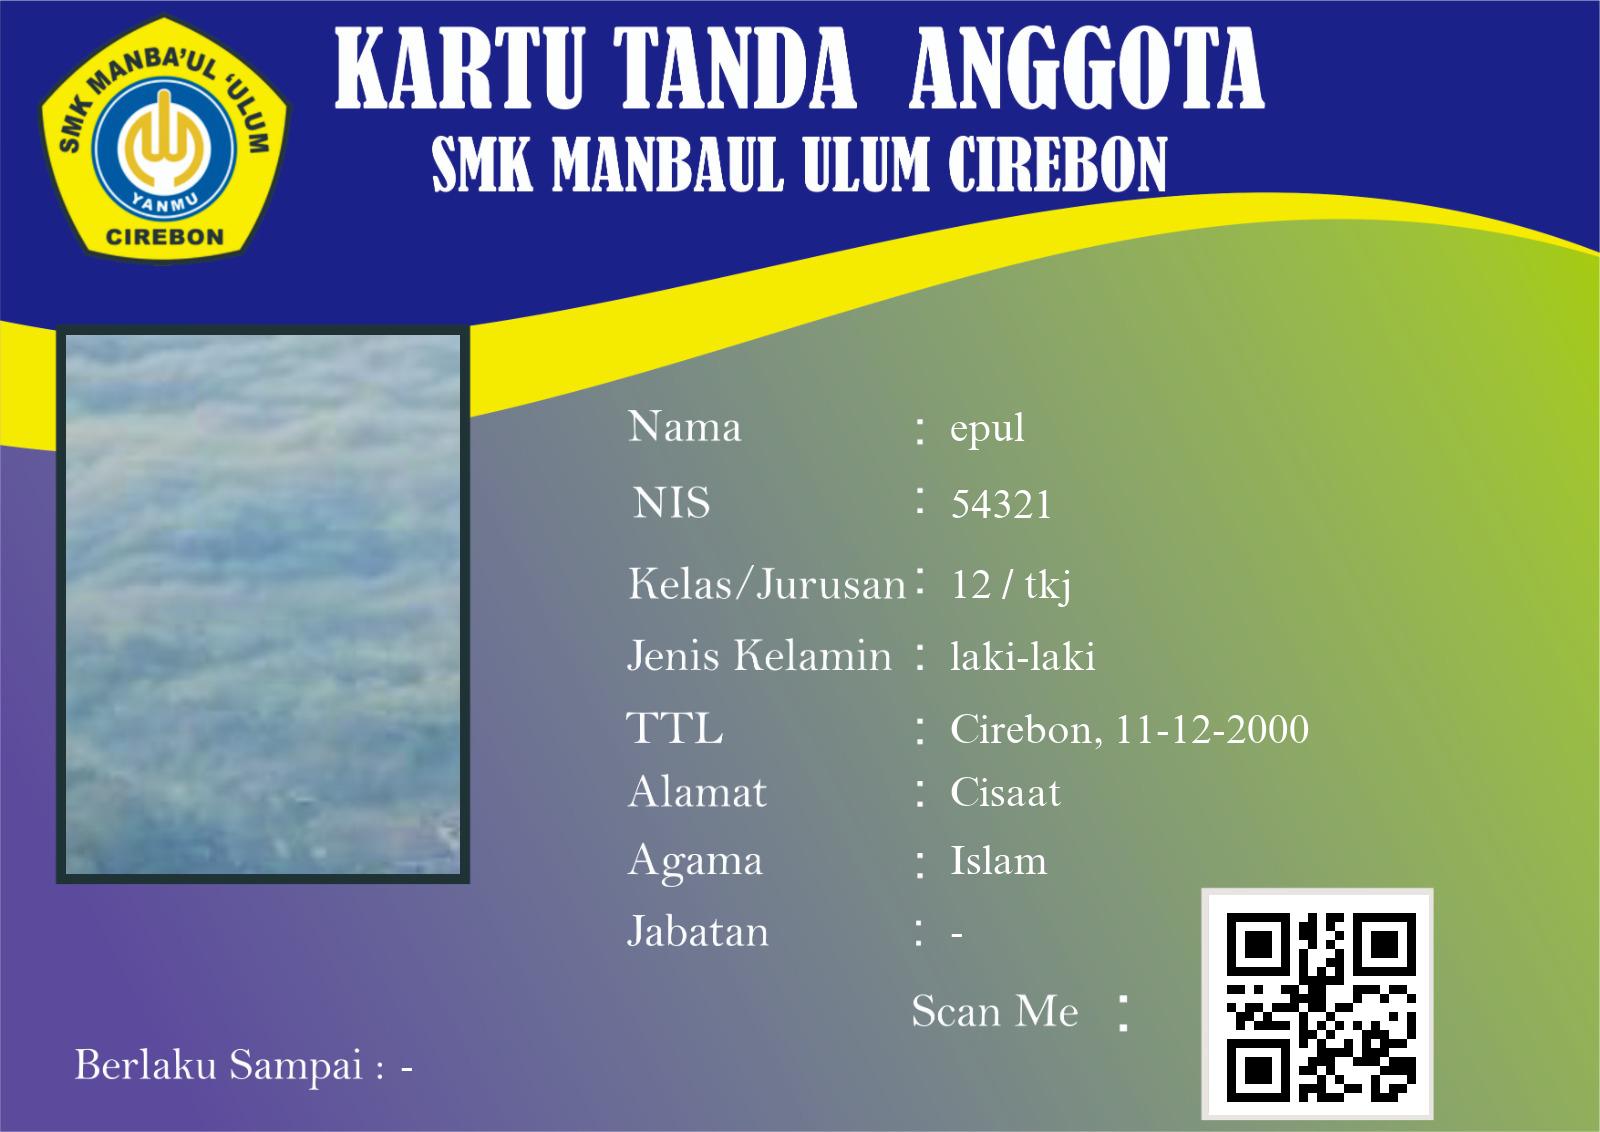 KARTU TANDA ANGGOTA
SMK MANBAUL ULUM CIREBON
SMK MANBA'UL 'ULUM
YANMU
CIREBON
Nama : epul
NIS : 54321
Kelas/Jurusan : 12 / tkj
Jenis Kelamin : laki-laki
TTL : Cirebon, 11-12-2000
Alamat : Cisaat
Agama : Islam
Jabatan : -
Scan Me :
Berlaku Sampai : -